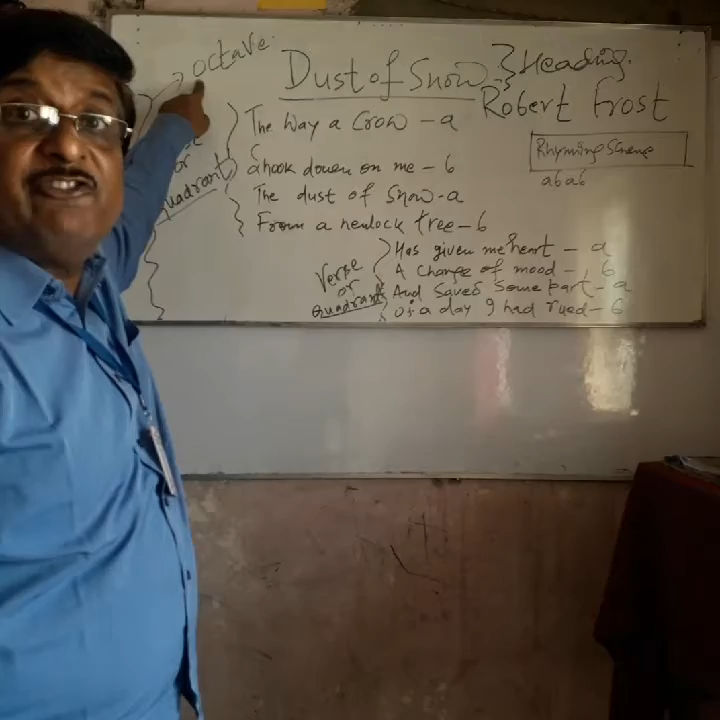 octave
Dust of Snow
Heading.
Robert Frost
The Way a Crow - a
Rhyming Scheme
Shook down on me - b
abab
or
Quadrant
The dust of Snow - a
From a hemlock tree - b
Has given my heart - a
Verse
A Change of mood - b
or
And Saved Some Part - a
Quadrant
Of a day I had rued - b